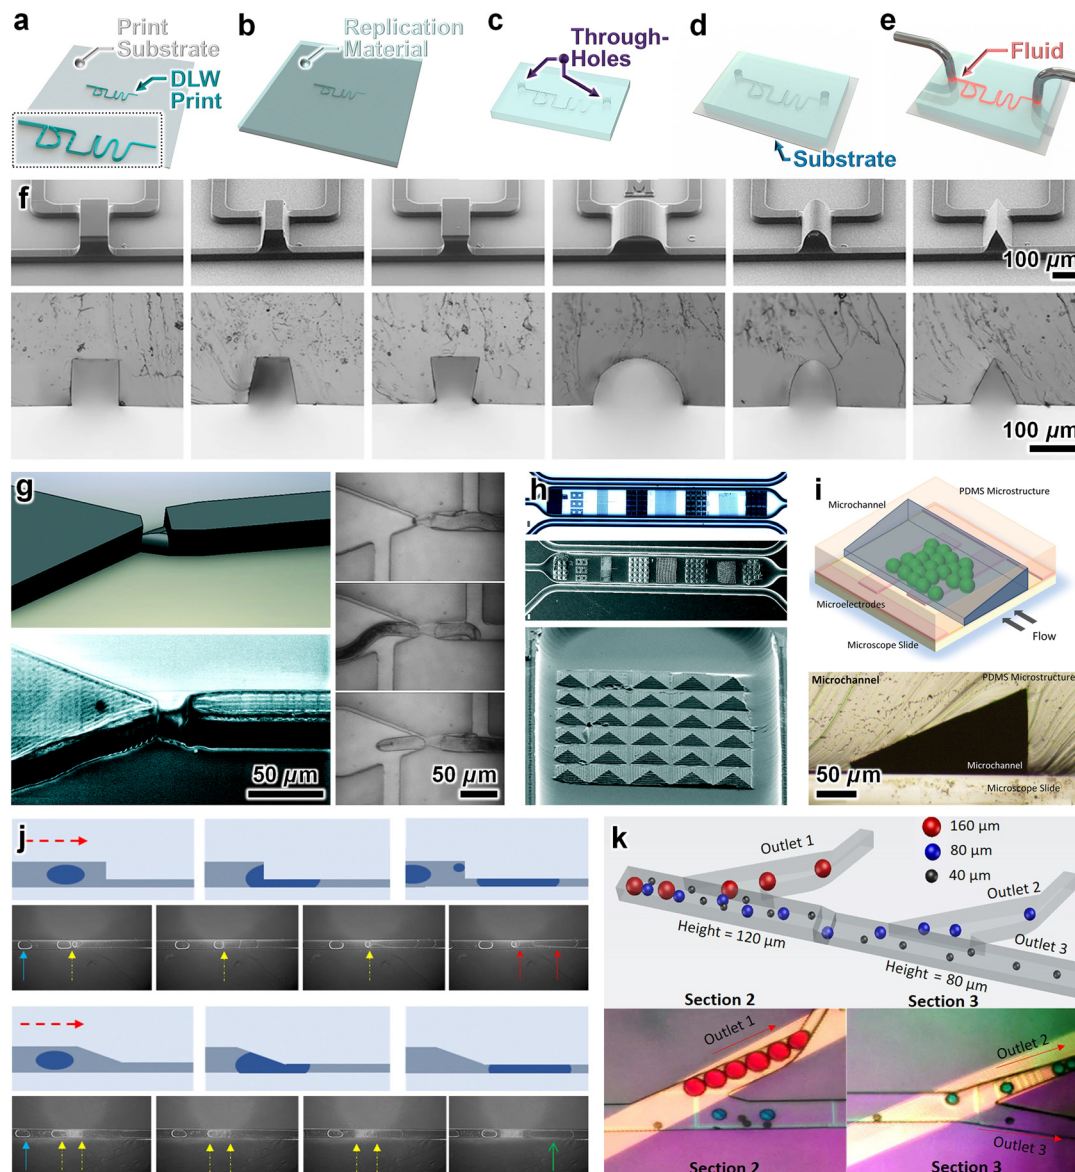 a
Print
Substrate
DLW
Print
b
Replication
Material
c
Through-
Holes
d
Substrate
e
Fluid
f
100 µm
100 µm
g
50 µm
50 µm
h
i
Microchannel
PDMS Microstructure
Microelectrodes
Microscope Slide
Flow
Microchannel
PDMS Microstructure
Microchannel
Microscope Slide
50 µm
j
k
160 µm
80 µm
40 µm
Outlet 1
Outlet 2
Outlet 3
Height = 120 µm
Height = 80 µm
Section 2
Section 3
Outlet 1
Outlet 2
Outlet 3
Section 2
Section 3